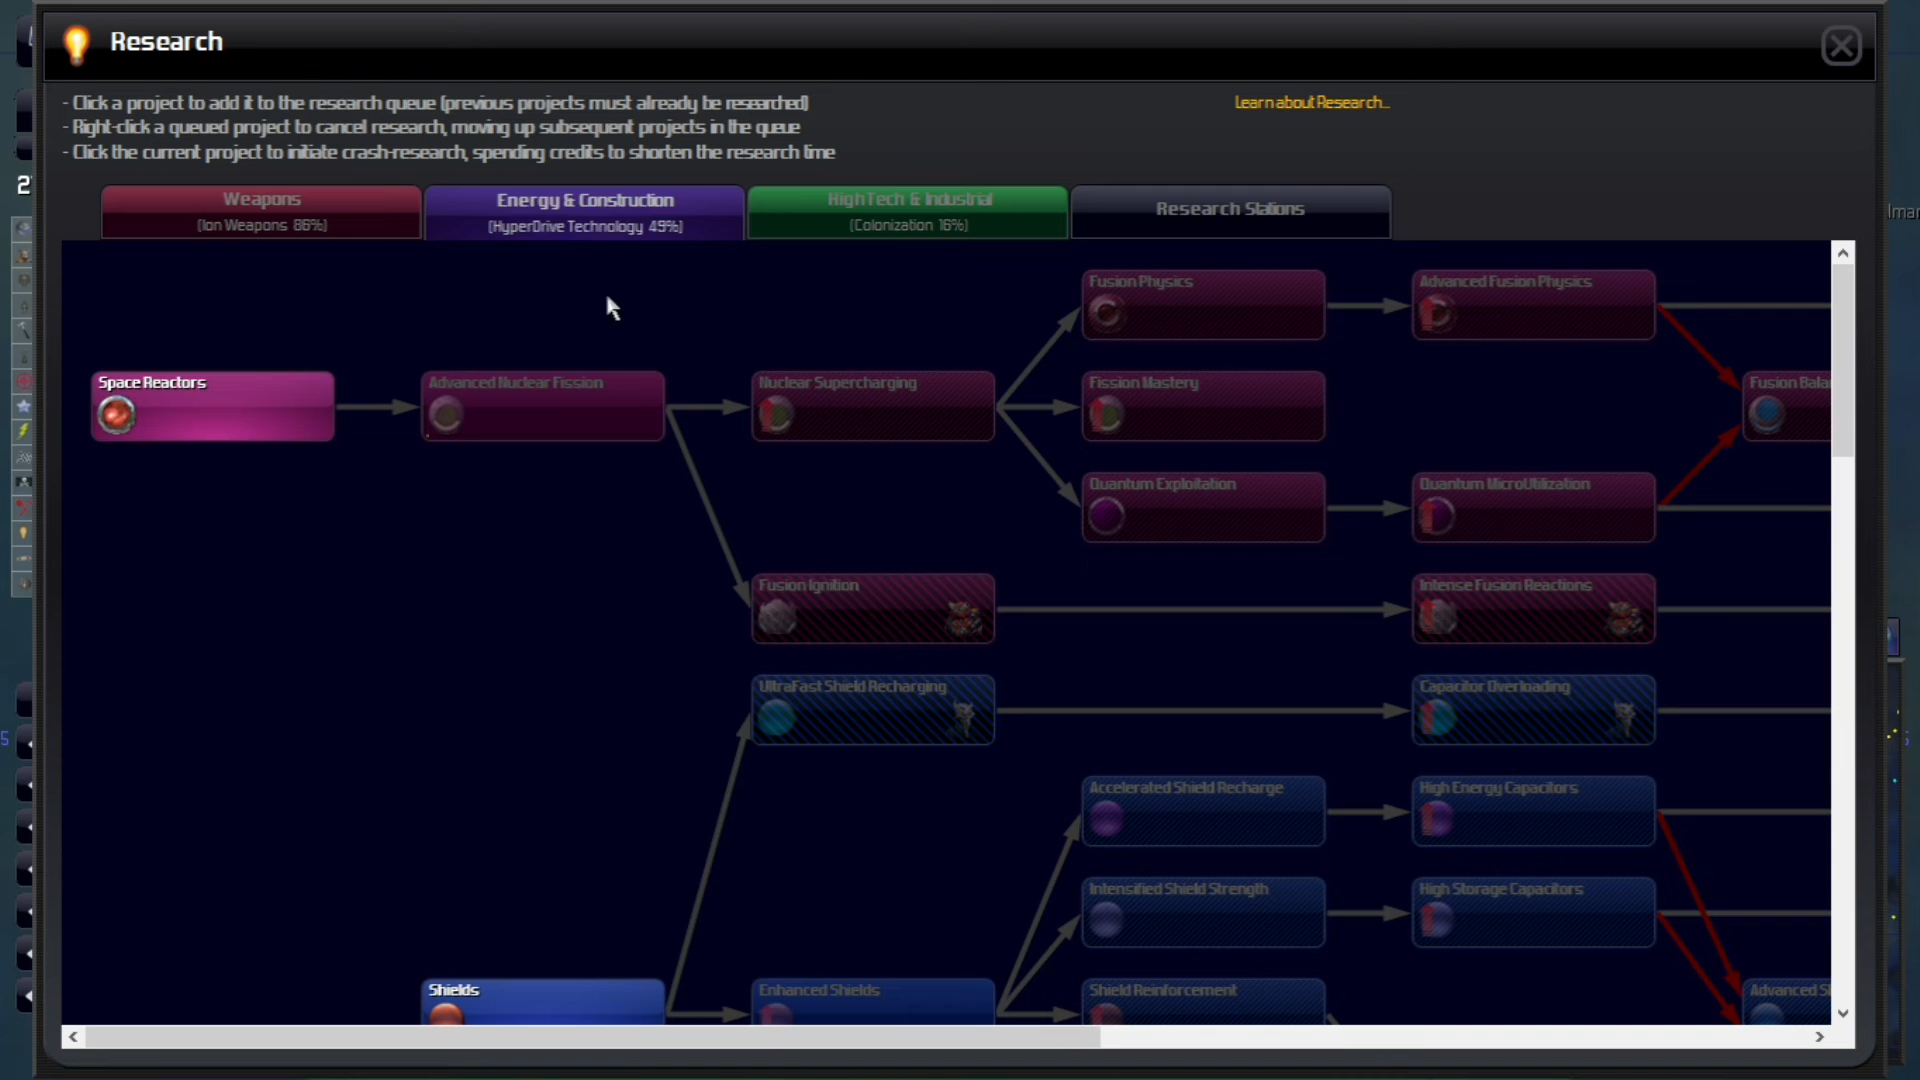 Research
- Click a project to add it to the research queue (previous projects must already be researched)
Learn about Research...
- Right-click a queued project to cancel research, moving up subsequent projects in the queue
- Click the current project to initiate crash-research, spending credits to shorten the research time
Weapons
(Ion Weapons 86%)
Energy & Construction
(HyperDrive Technology 49%)
HighTech & Industrial
(Colonization 16%)
Research Stations
Fusion Physics
Advanced Fusion Physics
Space Reactors
Advanced Nuclear Fission
Nuclear Supercharging
Fission Mastery
Fusion Bala
Quantum Exploitation
Quantum MicroUtilization
Fusion Ignition
Intense Fusion Reactions
UltraFast Shield Recharging
Capacitor Overloading
Accelerated Shield Recharge
High Energy Capacitors
Intensified Shield Strength
High Storage Capacitors
Shields
Enhanced Shields
Shield Reinforcement
Advanced S